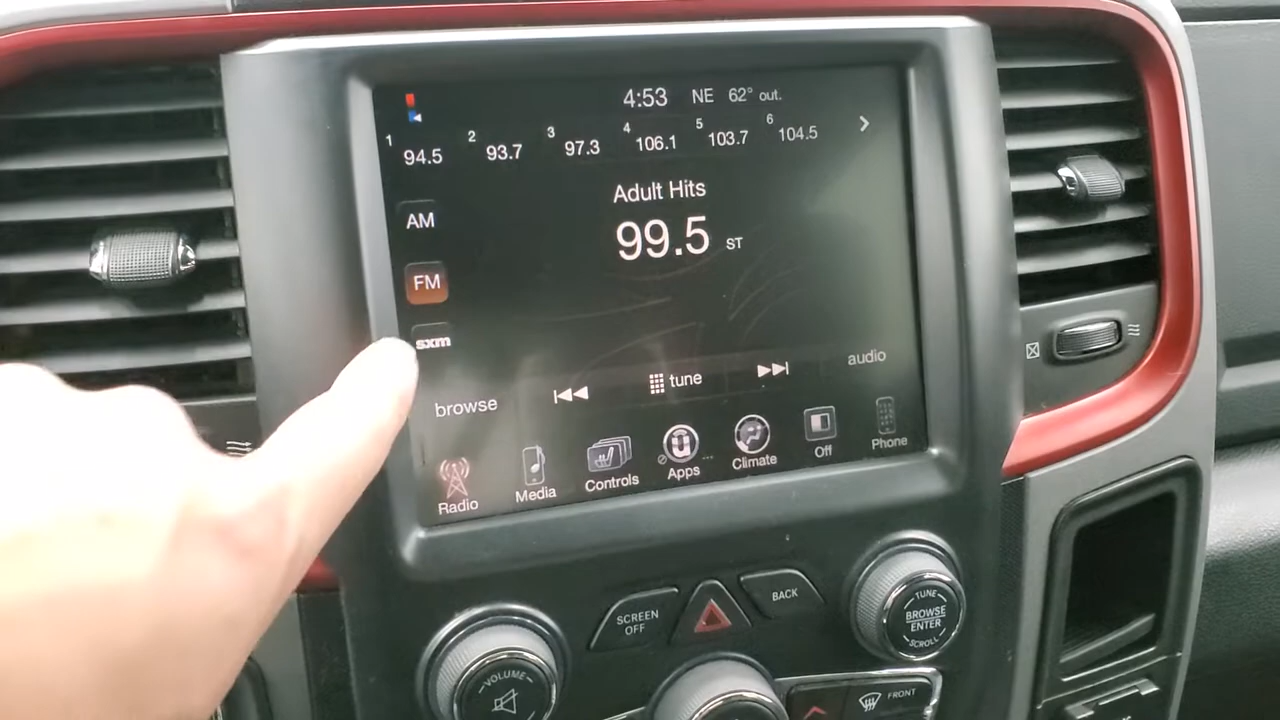 4:53 NE 62° out.
1 94.5 2 93.7 3 97.3 4 106.1 5 103.7 6 104.5
Adult Hits
99.5 ST
AM
FM
sxm
browse tune audio
Radio Media Controls Apps Climate Off Phone
SCREEN
OFF
BACK
TUNE
BROWSE
ENTER
SCROLL
VOLUME
FRONT